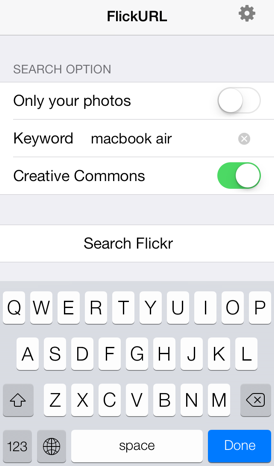 FlickURL
SEARCH OPTION
Only your photos
Keyword macbook air
Creative Commons
Search Flickr
Q W E R T Y U I O P
A S D F G H J K L
Z X C V B N M
123 space Done